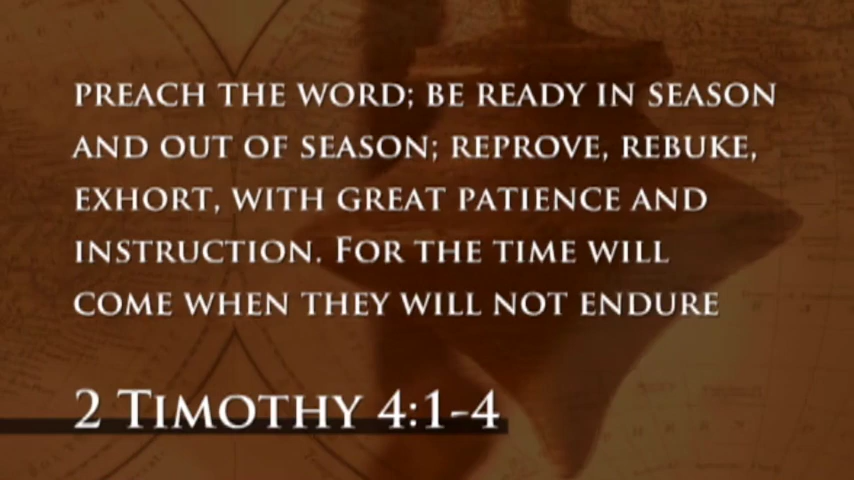 PREACH THE WORD; BE READY IN SEASON
AND OUT OF SEASON; REPROVE, REBUKE,
EXHORT, WITH GREAT PATIENCE AND
INSTRUCTION. FOR THE TIME WILL
COME WHEN THEY WILL NOT ENDURE
2 TIMOTHY 4:1-4